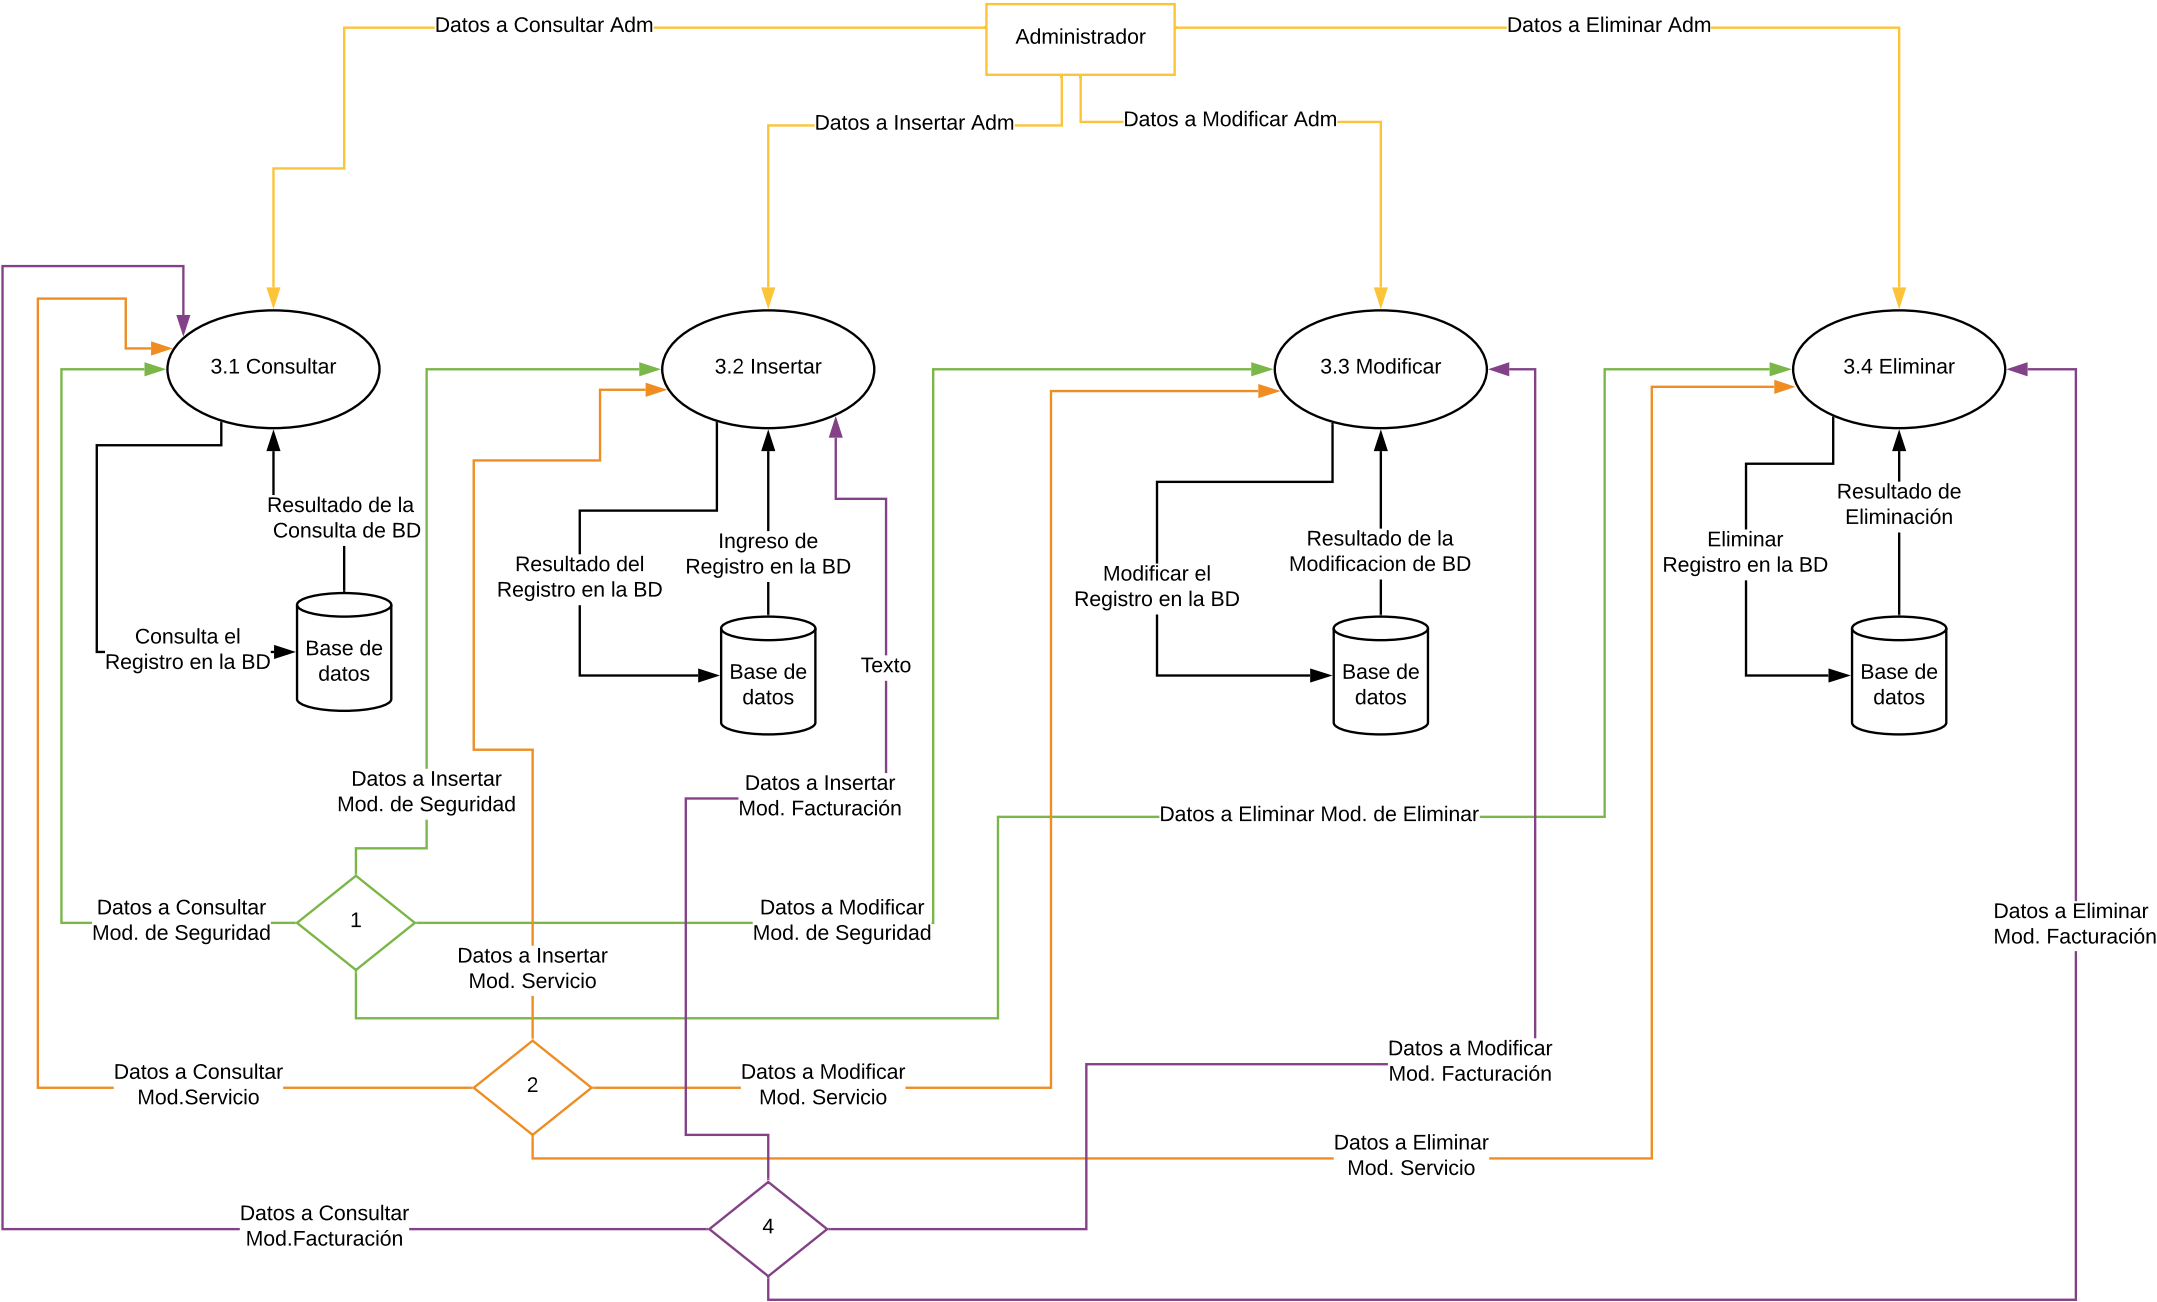 Datos a Consultar Adm
Administrador
Datos a Eliminar Adm
Datos a Insertar Adm
Datos a Modificar Adm
3.1 Consultar
3.2 Insertar
3.3 Modificar
3.4 Eliminar
Resultado de la
Consulta de BD
Consulta el
Registro en la BD
Base de
datos
Resultado del
Registro en la BD
Ingreso de
Registro en la BD
Base de
datos
Texto
Modificar el
Registro en la BD
Resultado de la
Modificacion de BD
Base de
datos
Eliminar
Registro en la BD
Resultado de
Eliminación
Base de
datos
Datos a Insertar
Mod. de Seguridad
Datos a Insertar
Mod. Facturación
Datos a Eliminar Mod. de Eliminar
Datos a Consultar
Mod. de Seguridad
1
Datos a Modificar
Mod. de Seguridad
Datos a Eliminar
Mod. Facturación
Datos a Insertar
Mod. Servicio
Datos a Consultar
Mod.Servicio
2
Datos a Modificar
Mod. Servicio
Datos a Modificar
Mod. Facturación
Datos a Eliminar
Mod. Servicio
Datos a Consultar
Mod.Facturación
4